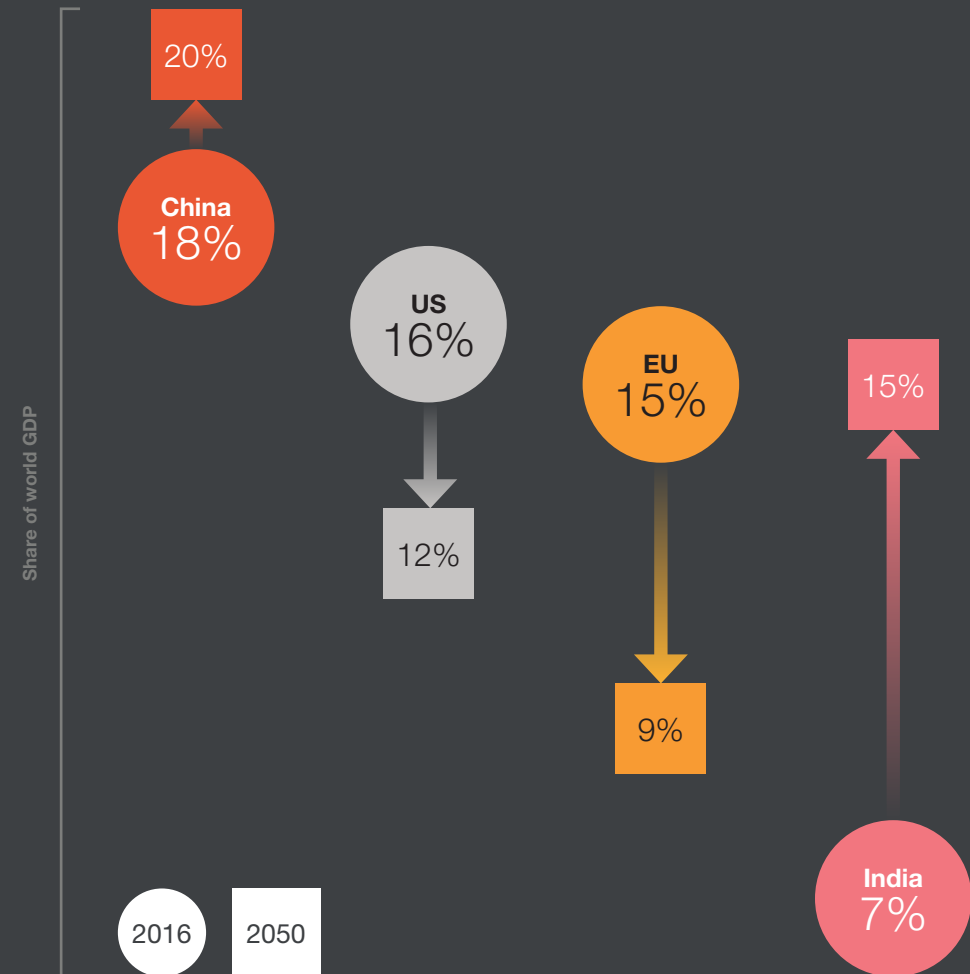 20%
China
18%
US
16%
EU
15%
15%
Share of world GDP
12%
9%
India
7%
2016
2050